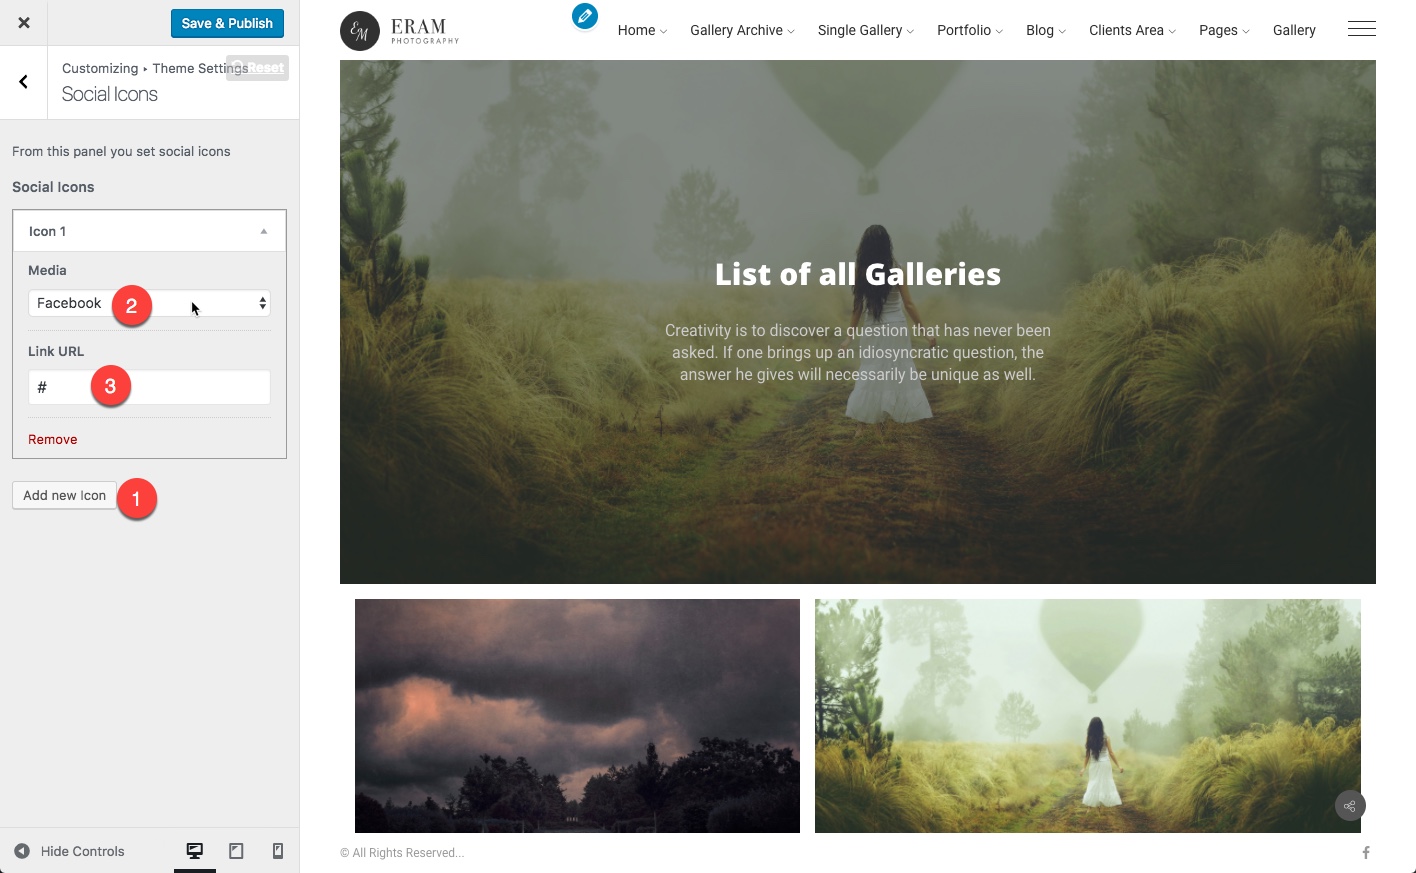 Save & Publish
Customizing ▸ Theme Settings
Reset
Social Icons
From this panel you set social icons
Social Icons
Icon 1
Media
Facebook
2
Link URL
#
3
Remove
Add new Icon
1
Hide Controls
EM
ERAM
PHOTOGRAPHY
Home
Gallery Archive
Single Gallery
Portfolio
Blog
Clients Area
Pages
Gallery
List of all Galleries
Creativity is to discover a question that has never been
asked. If one brings up an idiosyncratic question, the
answer he gives will necessarily be unique as well.
© All Rights Reserved...